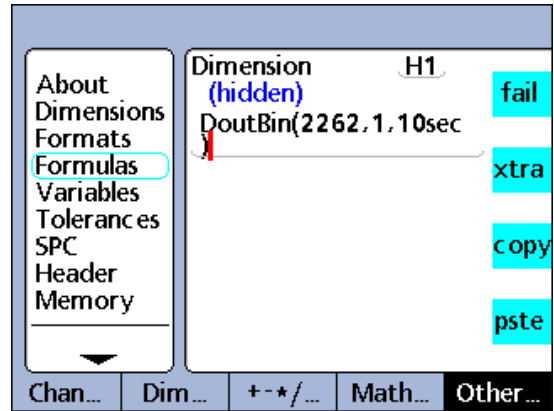 About
Dimensions
Formats
Formulas
Variables
Tolerances
SPC
Header
Memory
Dimension H1
(hidden)
DoutBin(2262,1,10sec
)
fail
xtra
copy
pste
Chan... Dim... +-*/... Math... Other...